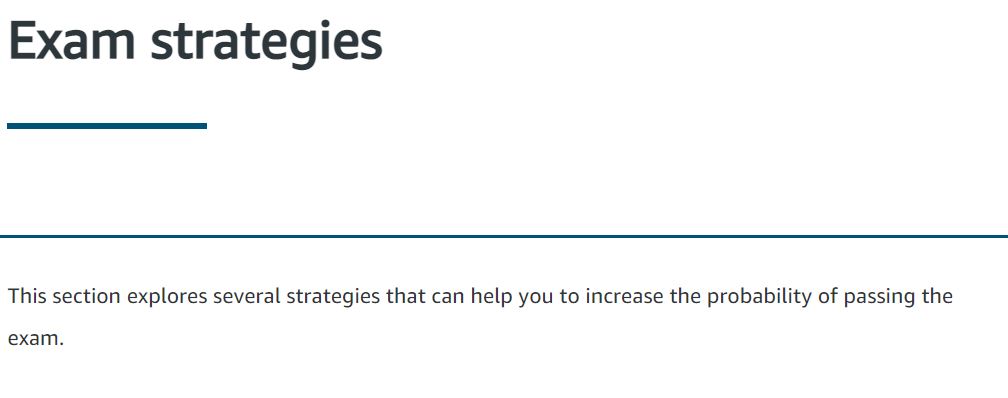 Exam strategies
This section explores several strategies that can help you to increase the probability of passing the
exam.